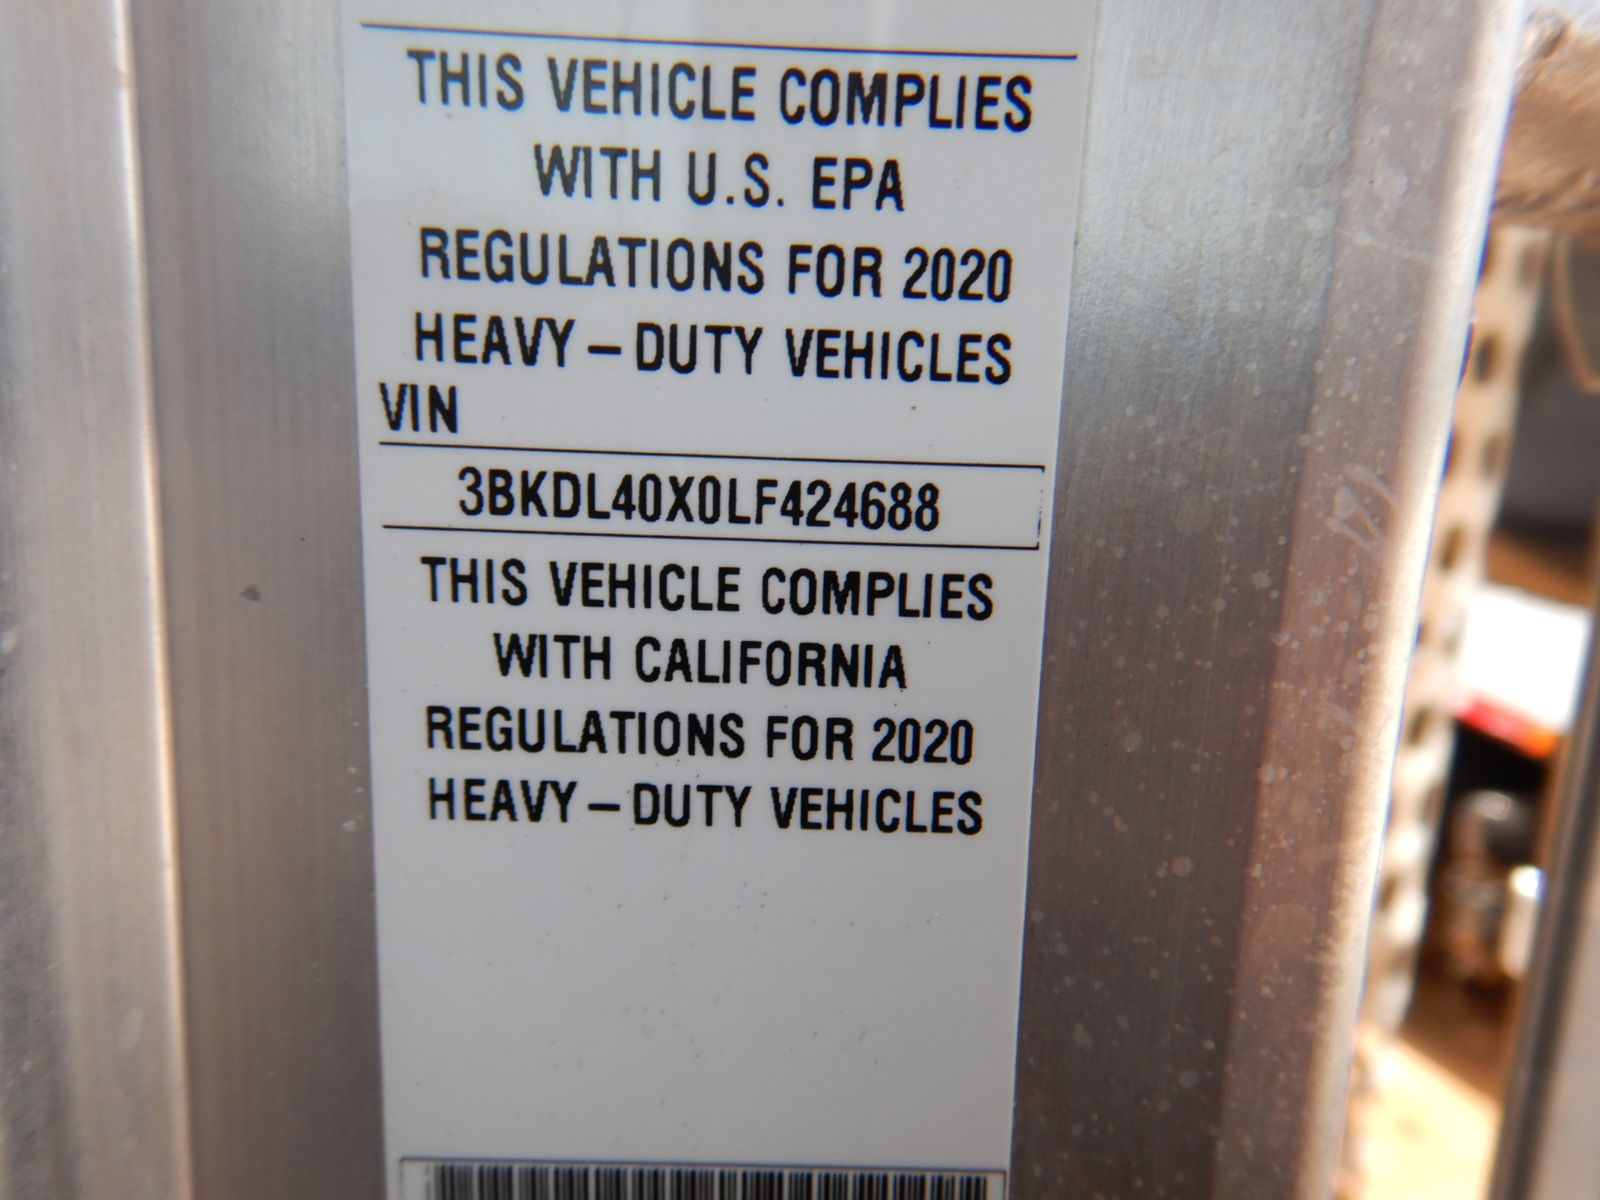 THIS VEHICLE COMPLIES
WITH U.S. EPA
REGULATIONS FOR 2020
HEAVY – DUTY VEHICLES
VIN
3BKDL40X0LF424688
THIS VEHICLE COMPLIES
WITH CALIFORNIA
REGULATIONS FOR 2020
HEAVY – DUTY VEHICLES